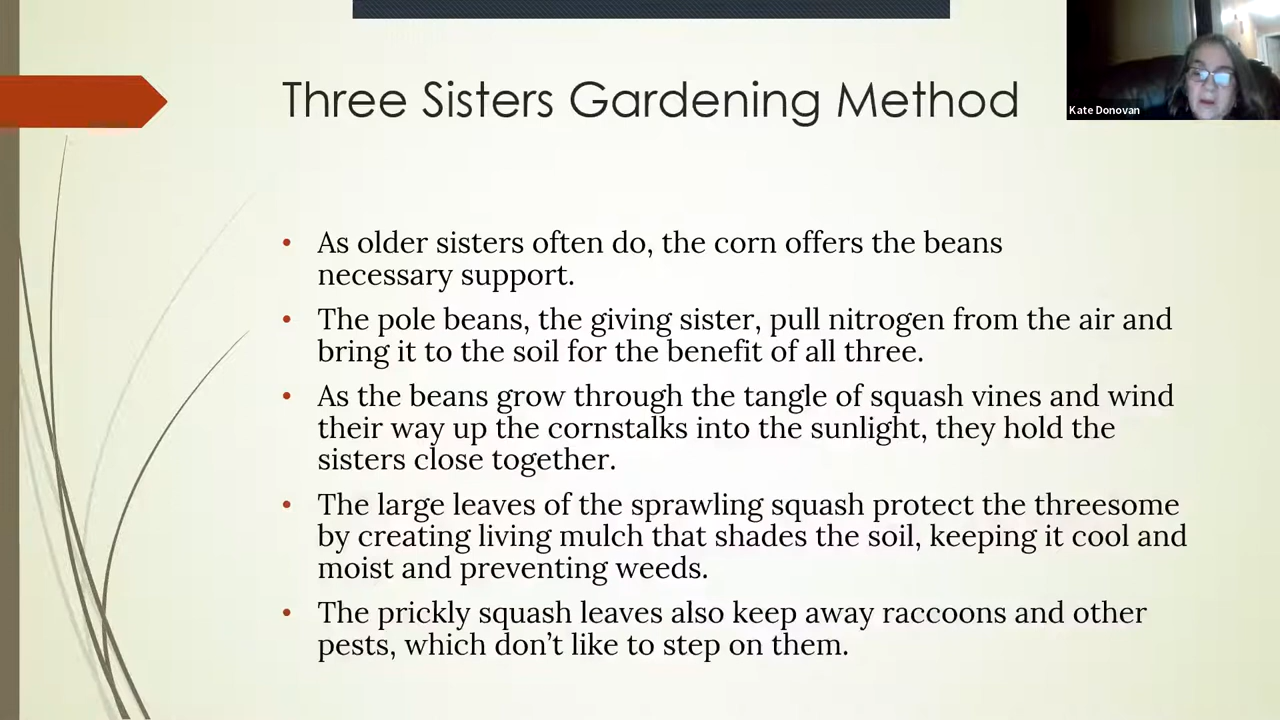 Three Sisters Gardening Method
Kate Donovan
• As older sisters often do, the corn offers the beans
necessary support.
• The pole beans, the giving sister, pull nitrogen from the air and
bring it to the soil for the benefit of all three.
• As the beans grow through the tangle of squash vines and wind
their way up the cornstalks into the sunlight, they hold the
sisters close together.
• The large leaves of the sprawling squash protect the threesome
by creating living mulch that shades the soil, keeping it cool and
moist and preventing weeds.
• The prickly squash leaves also keep away raccoons and other
pests, which don’t like to step on them.